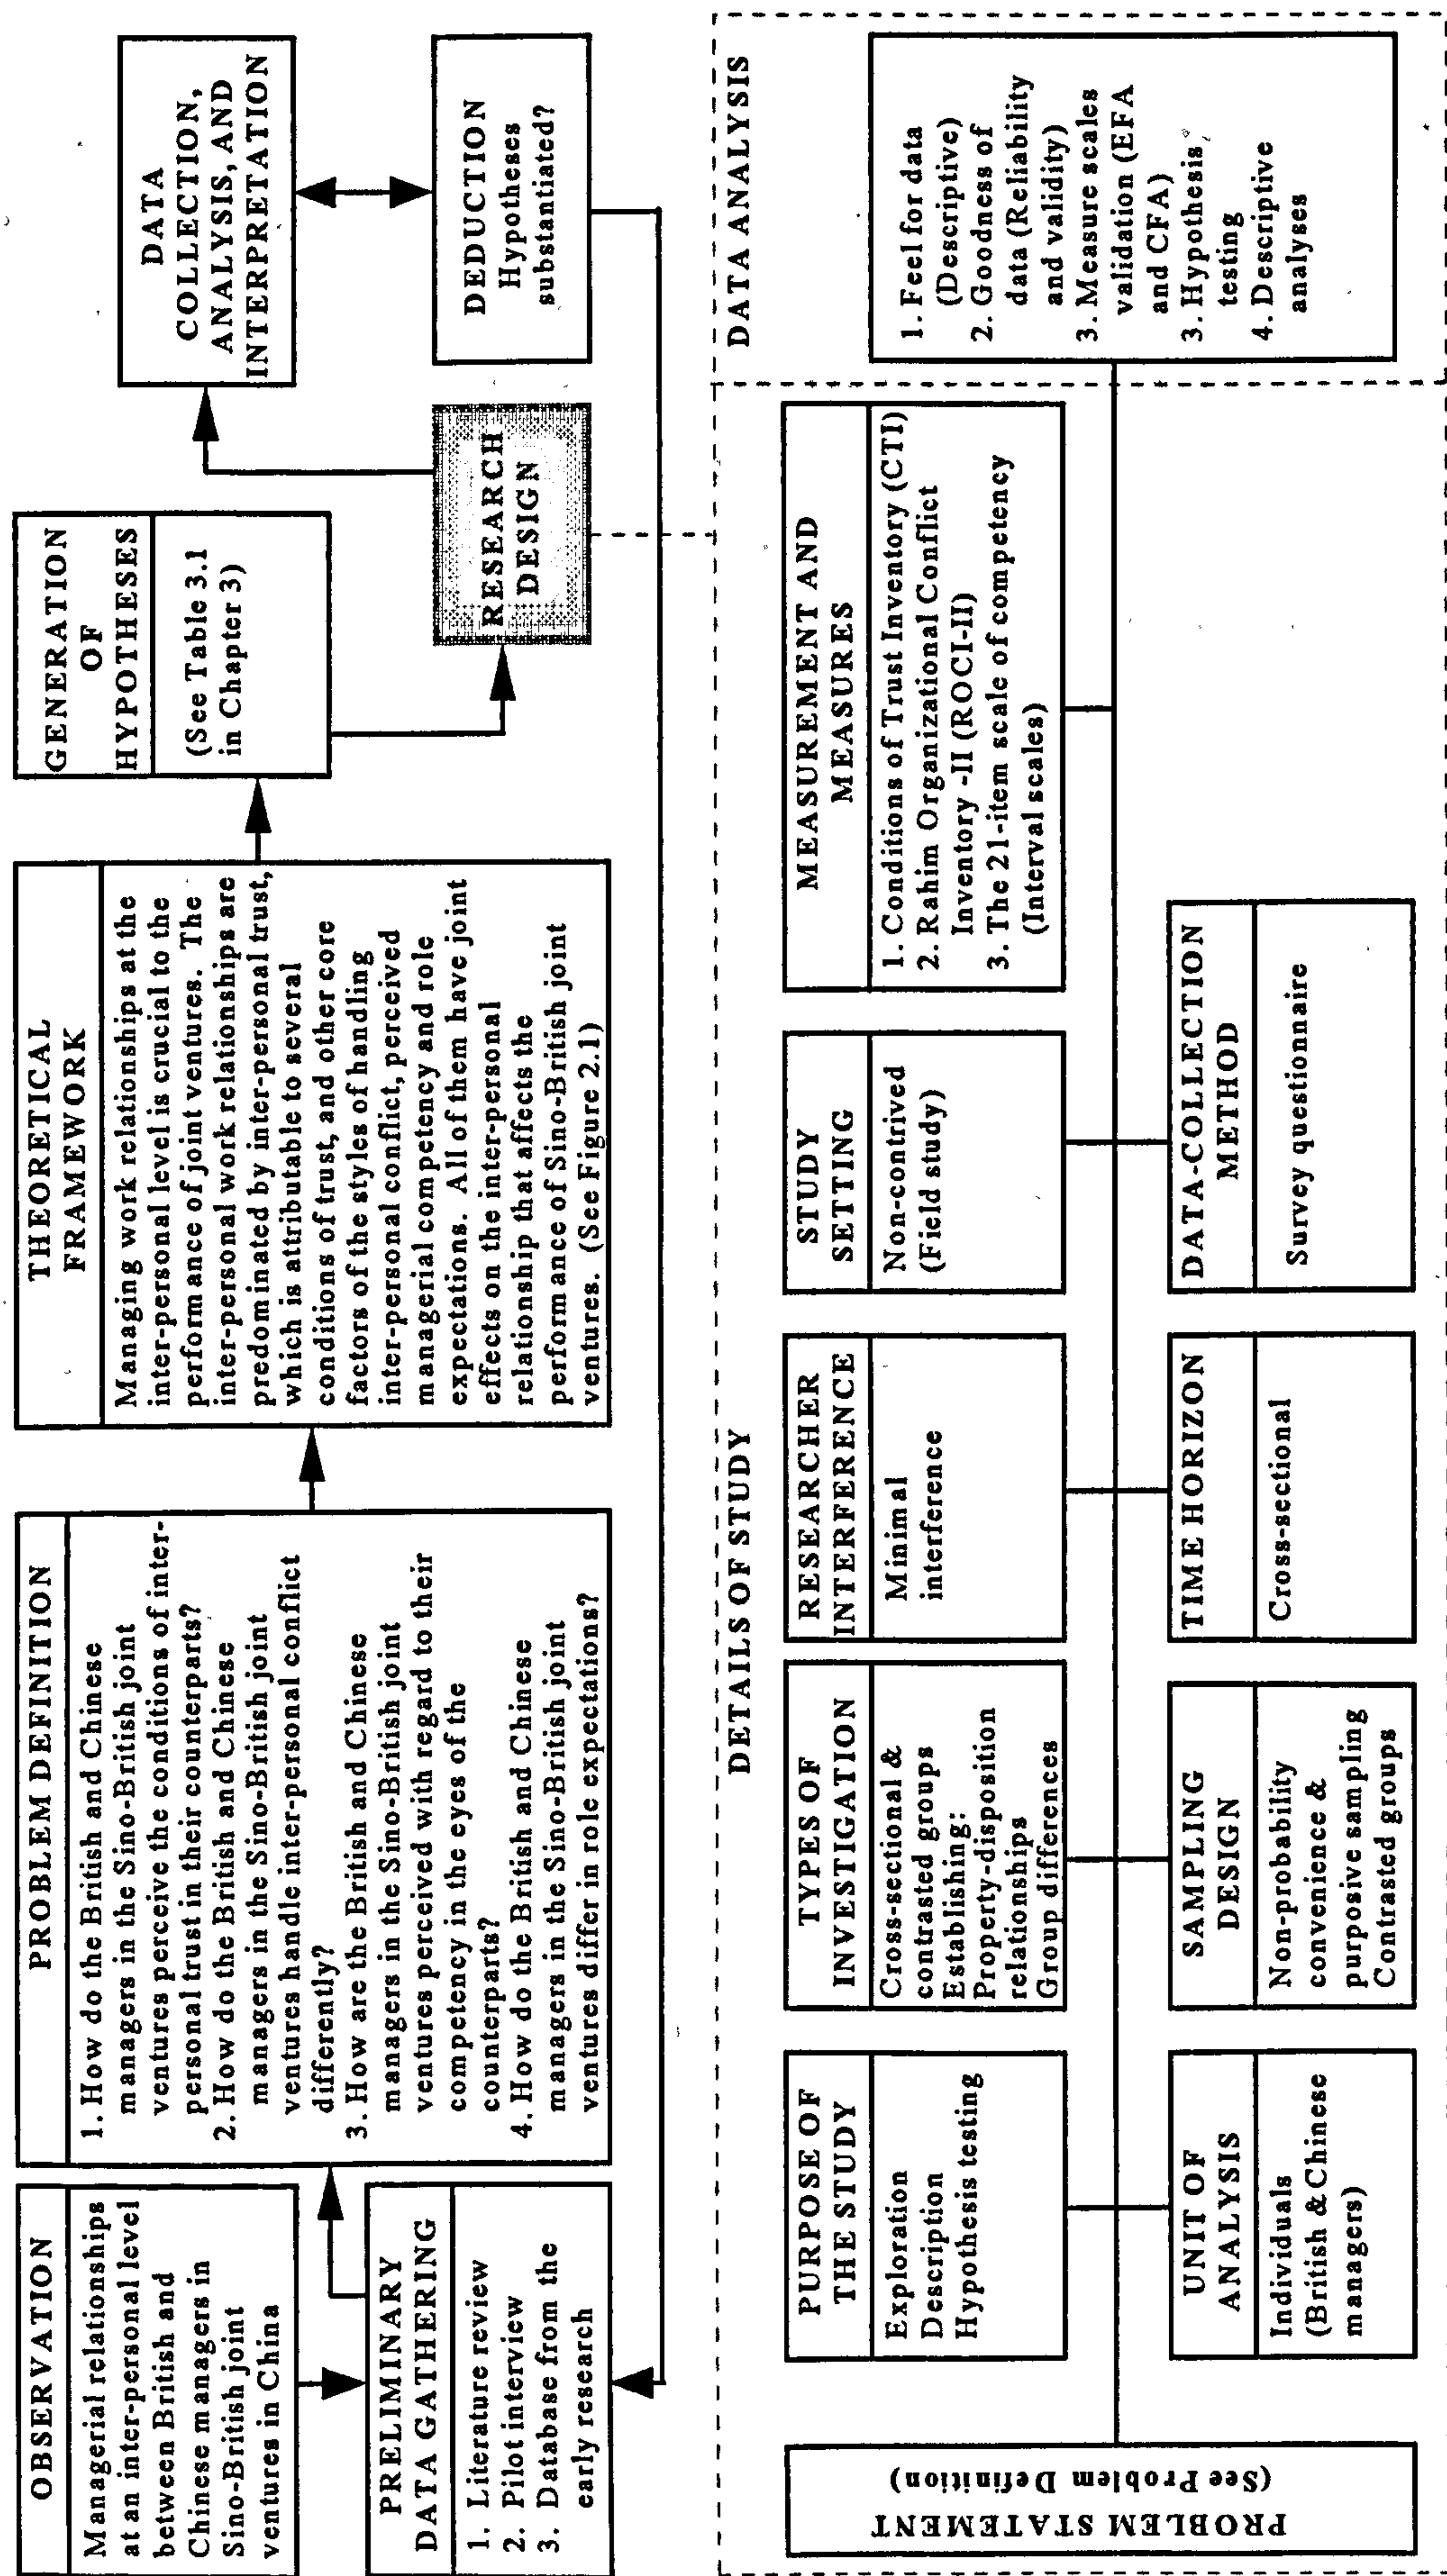 OBSERVATION
Managerial relationships
at an inter-personal level
between British and
Chinese managers in
Sino-British joint
ventures in China
PRELIMINARY
DATA GATHERING
1. Literature review
2. Pilot interview
3. Database from the
early research
PROBLEM DEFINITION
1. How do the British and Chinese
managers in the Sino-British joint
ventures perceive the conditions of inter-
personal trust in their counterparts?
2. How do the British and Chinese
managers in the Sino-British joint
ventures handle inter-personal conflict
differently?
3. How are the British and Chinese
managers in the Sino-British joint
ventures perceived with regard to their
competency in the eyes of the
counterparts?
4. How do the British and Chinese
managers in the Sino-British joint
ventures differ in role expectations?
THEORETICAL
FRAMEWORK
Managing work relationships at the
inter-personal level is crucial to the
performance of joint ventures. The
inter-personal work relationships are
predominated by inter-personal trust,
which is attributable to several
conditions of trust, and other core
factors of the styles of handling
inter-personal conflict, perceived
managerial competency and role
expectations. All of them have joint
effects on the inter-personal
relationship that affects the
performance of Sino-British joint
ventures. (See Figure 2.1)
GENERATION
OF
HYPOTHESES
(See Table 3.1
in Chapter 3)
RESEARCH
DESIGN
DATA
COLLECTION,
ANALYSIS, AND
INTERPRETATION
DEDUCTION
Hypotheses
substantiated?
DETAILS OF STUDY
PROBLEM STATEMENT
(See Problem Definition)
PURPOSE OF
THE STUDY
Exploration
Description
Hypothesis testing
TYPES OF
INVESTIGATION
Cross-sectional &
contrasted groups
Establishing:
Property-disposition
relationships
Group differences
RESEARCHER
INTERFERENCE
Minimal
interference
STUDY
SETTING
Non-contrived
(Field study)
MEASUREMENT AND
MEASURES
1. Conditions of Trust Inventory (CTI)
2. Rahim Organizational Conflict
Inventory -II (ROCI-II)
3. The 21-item scale of competency
(Interval scales)
UNIT OF
ANALYSIS
Individuals
(British & Chinese
managers)
SAMPLING
DESIGN
Non-probability
convenience &
purposive sampling
Contrasted groups
TIME HORIZON
Cross-sectional
DATA-COLLECTION
METHOD
Survey questionnaire
DATA ANALYSIS
1. Feel for data
(Descriptive)
2. Goodness of
data (Reliability
and validity)
3. Measure scales
validation (EFA
and CFA)
3. Hypothesis
testing
4. Descriptive
analyses